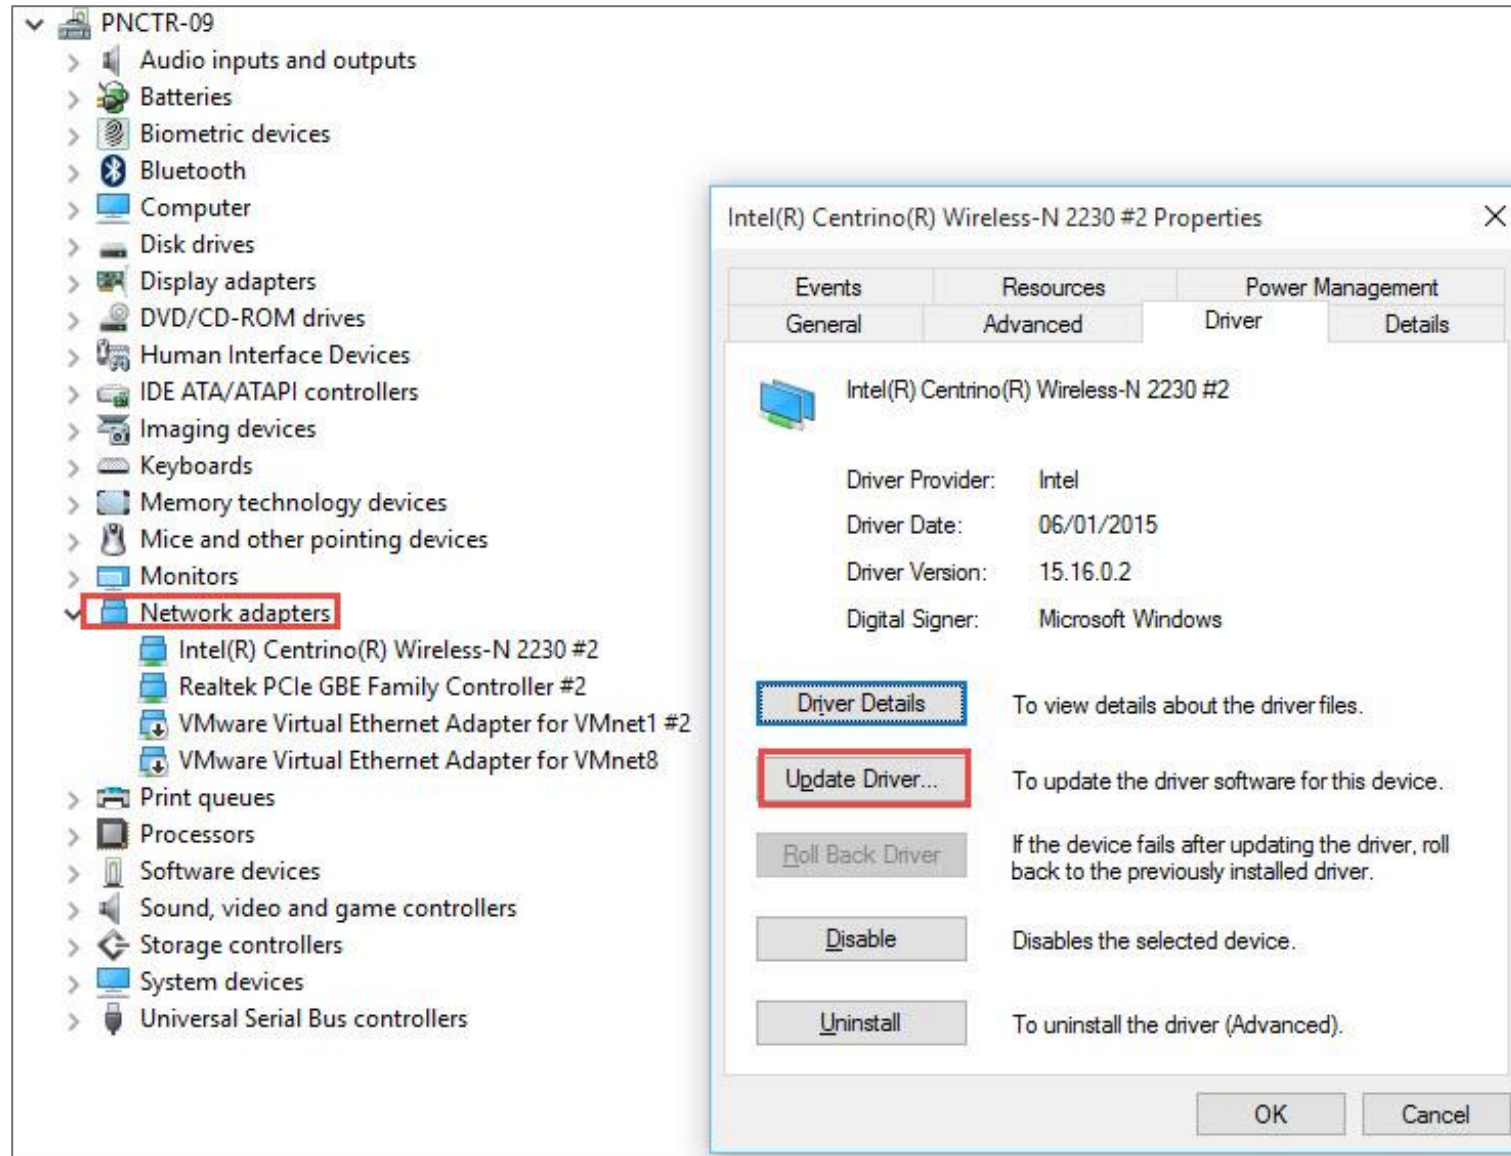 PNCTR-09
Audio inputs and outputs
Batteries
Biometric devices
Bluetooth
Computer
Disk drives
Display adapters
DVD/CD-ROM drives
Human Interface Devices
IDE ATA/ATAPI controllers
Imaging devices
Keyboards
Memory technology devices
Mice and other pointing devices
Monitors
Network adapters
Intel(R) Centrino(R) Wireless-N 2230 #2
Realtek PCIe GBE Family Controller #2
VMware Virtual Ethernet Adapter for VMnet1 #2
VMware Virtual Ethernet Adapter for VMnet8
Print queues
Processors
Software devices
Sound, video and game controllers
Storage controllers
System devices
Universal Serial Bus controllers
Intel(R) Centrino(R) Wireless-N 2230 #2 Properties
Events Resources Power Management
General Advanced Driver Details
Intel(R) Centrino(R) Wireless-N 2230 #2
Driver Provider: Intel
Driver Date: 06/01/2015
Driver Version: 15.16.0.2
Digital Signer: Microsoft Windows
Driver Details To view details about the driver files.
Update Driver... To update the driver software for this device.
Roll Back Driver If the device fails after updating the driver, roll
back to the previously installed driver.
Disable Disables the selected device.
Uninstall To uninstall the driver (Advanced).
OK Cancel